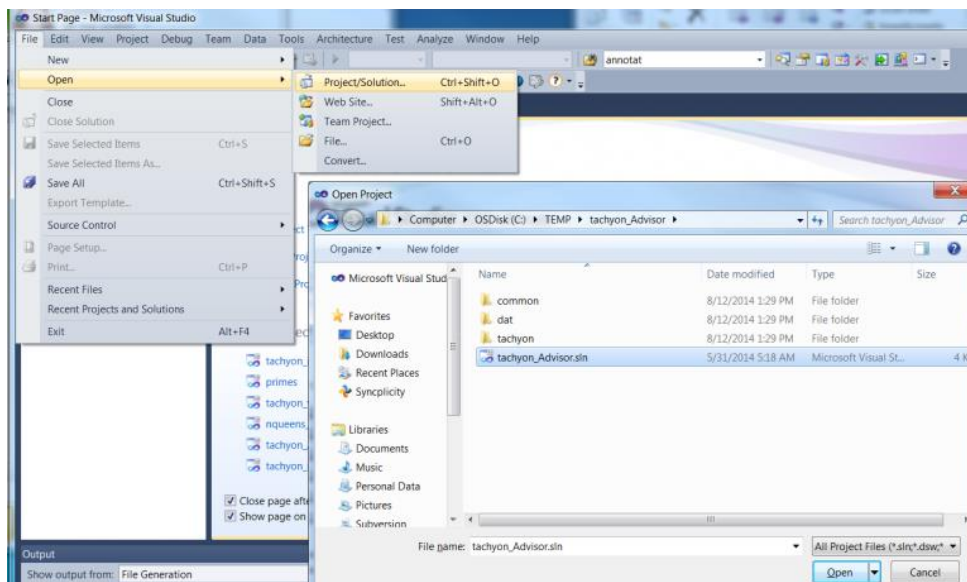 Start Page - Microsoft Visual Studio
File Edit View Project Debug Team Data Tools Architecture Test Analyze Window Help
New
annotat
Open
Project/Solution... Ctrl+Shift+O
Close
Web Site... Shift+Alt+O
Close Solution
Team Project...
Save Selected Items Ctrl+S
File... Ctrl+O
Save Selected Items As...
Convert...
Save All Ctrl+Shift+S
Export Template...
Source Control
Page Setup...
Print... Ctrl+P
Recent Files
Recent Projects and Solutions
Exit Alt+F4
Open Project
Computer OSDisk (C:) TEMP tachyon_Advisor
Search tachyon_Advisor
Organize New folder
Microsoft Visual Stud
Name Date modified Type Size
common 8/12/2014 1:29 PM File folder
Favorites
dat 8/12/2014 1:29 PM File folder
Desktop
tachyon 8/12/2014 1:29 PM File folder
Downloads
tachyon_Advisor.sln 5/31/2014 5:18 AM Microsoft Visual St... 4 K
Recent Places
Syncplicity
Libraries
Documents
Music
Personal Data
Pictures
Subversion
tachyon_
primes
tachyon_
nqueens_
tachyon_
tachyon_
Close page afte
Show page on
File name: tachyon_Advisor.sln
All Project Files (*.sln;*.dsw;*
Open Cancel
Output
Show output from: File Generation